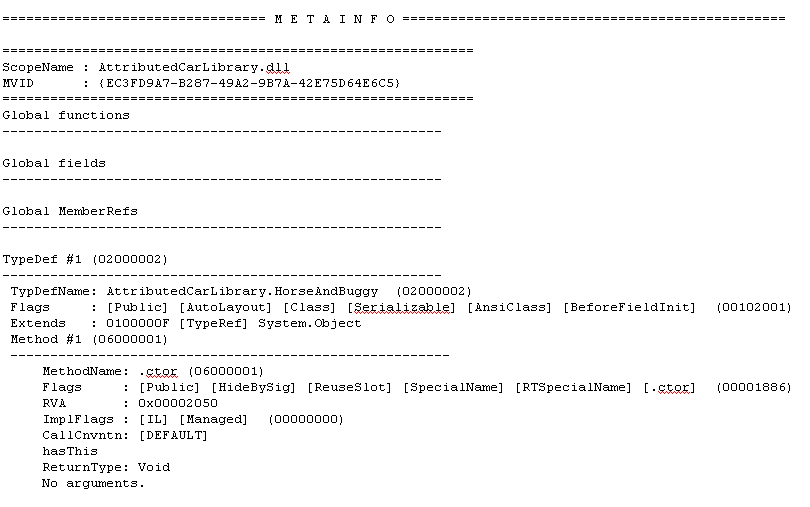 ================================= M E T A I N F O ================================================
===========================================================
ScopeName : AttributedCarLibrary.dll
MVID      : {EC3FD9A7-B287-49A2-9B7A-42E75D64E6C5}
===========================================================
Global functions
-------------------------------------------------------
Global fields
-------------------------------------------------------
Global MemberRefs
-------------------------------------------------------
TypeDef #1 (02000002)
-------------------------------------------------------
TypDefName: AttributedCarLibrary.HorseAndBuggy  (02000002)
Flags     : [Public] [AutoLayout] [Class] [Serializable] [AnsiClass] [BeforeFieldInit]  (00102001)
Extends   : 0100000F [TypeRef] System.Object
Method #1 (06000001)
-------------------------------------------------------
MethodName: .ctor (06000001)
Flags     : [Public] [HideBySig] [ReuseSlot] [SpecialName] [RTSpecialName] [.ctor]  (00001886)
RVA       : 0x00002050
ImplFlags : [IL] [Managed]  (00000000)
CallCnvntn: [DEFAULT]
hasThis
ReturnType: Void
No arguments.